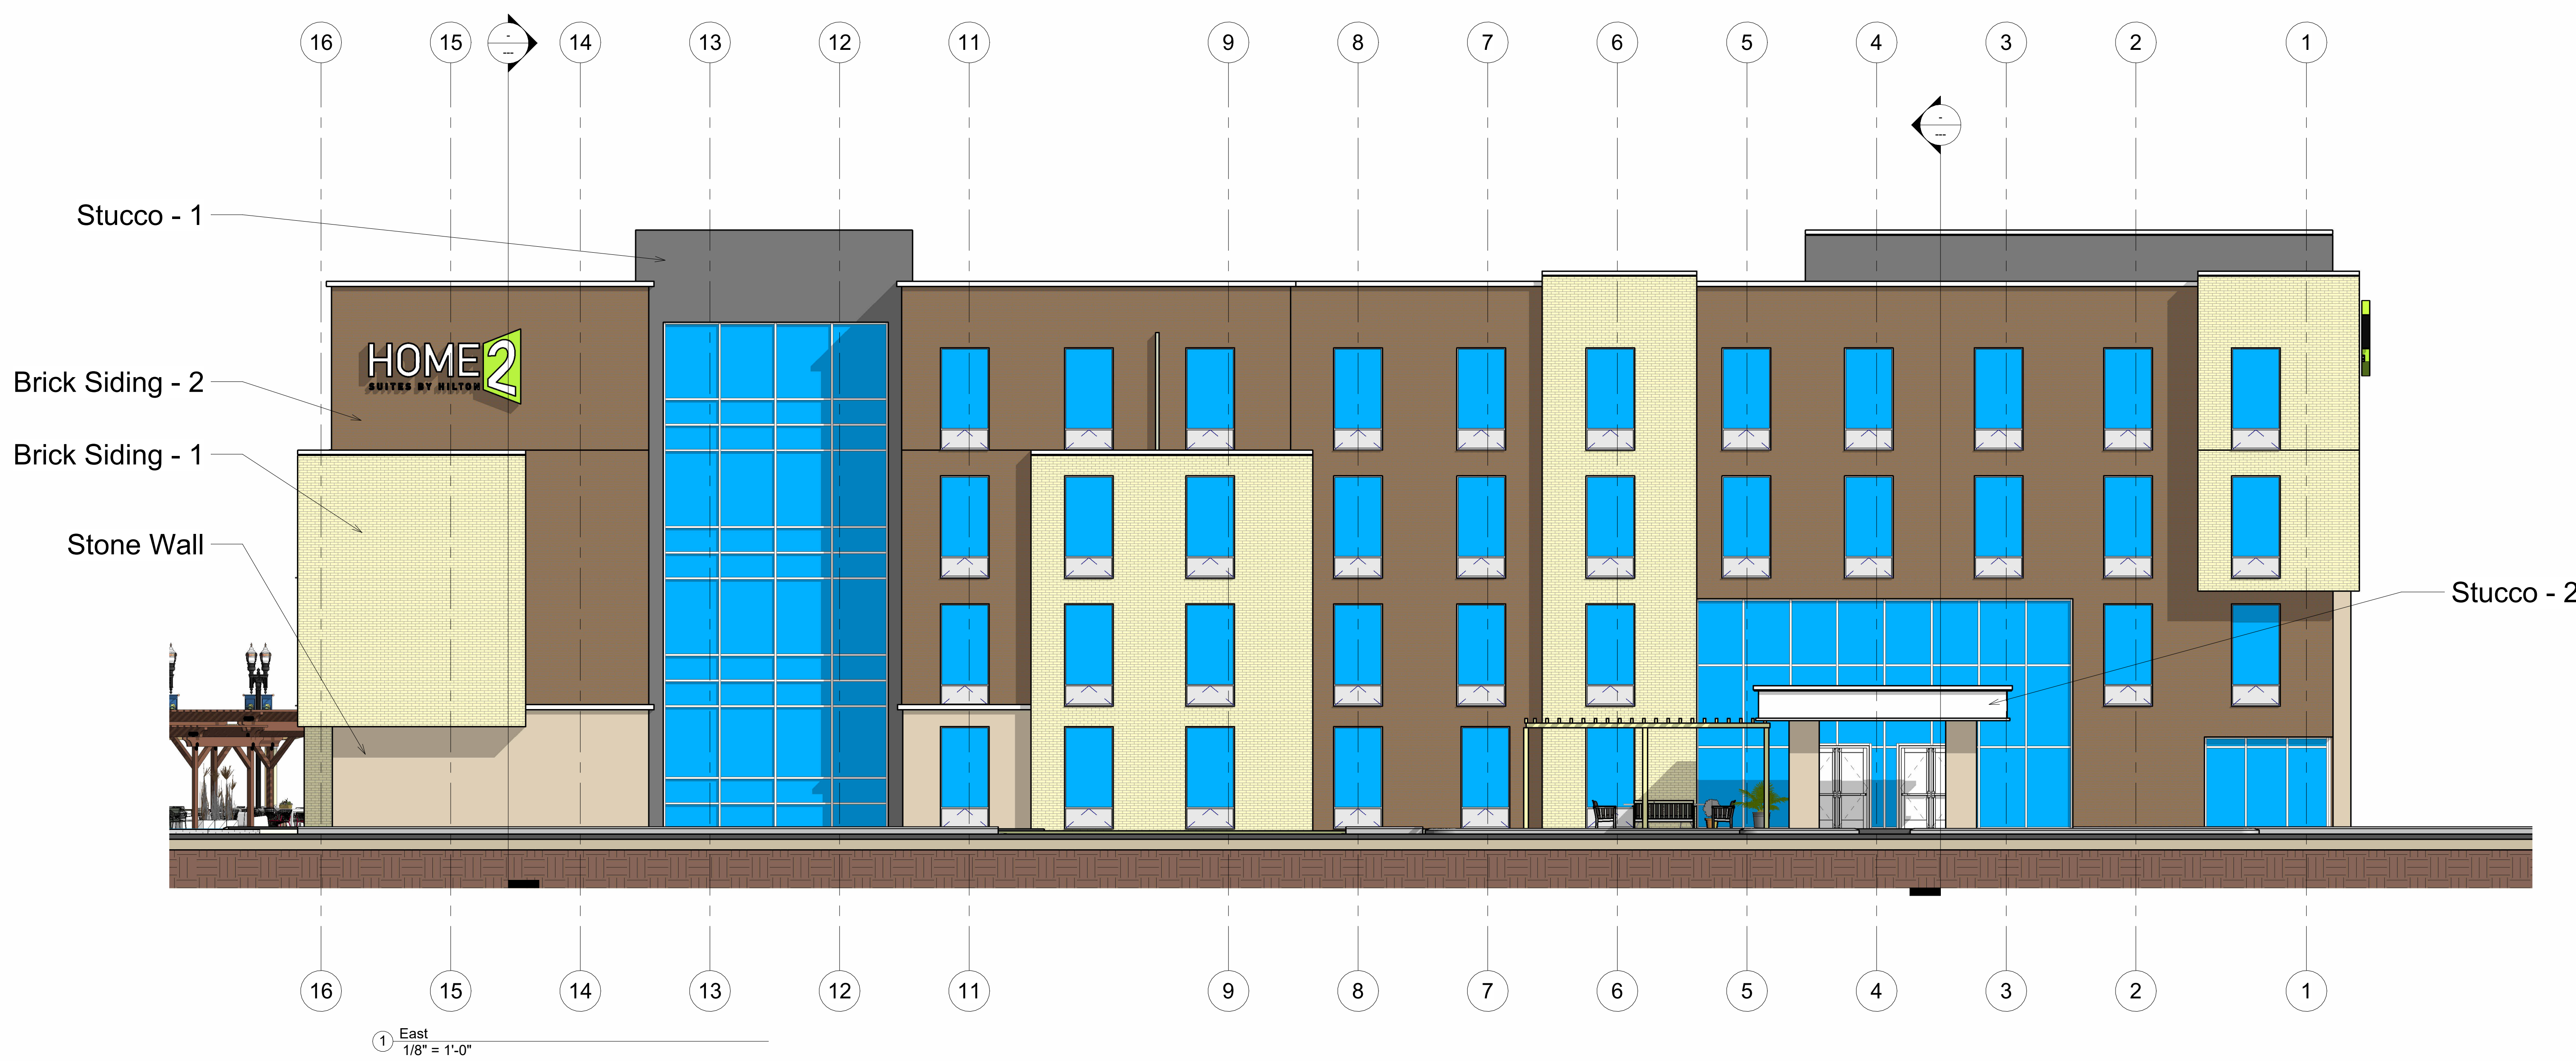 16 15 14 13 12 11 9 8 7 6 5 4 3 2 1
-
---
-
---
Stucco - 1
HOME2
SUITES BY HILTON
Brick Siding - 2
Brick Siding - 1
Stone Wall
Stucco - 2
16 15 14 13 12 11 9 8 7 6 5 4 3 2 1
1 East
1/8" = 1'-0"